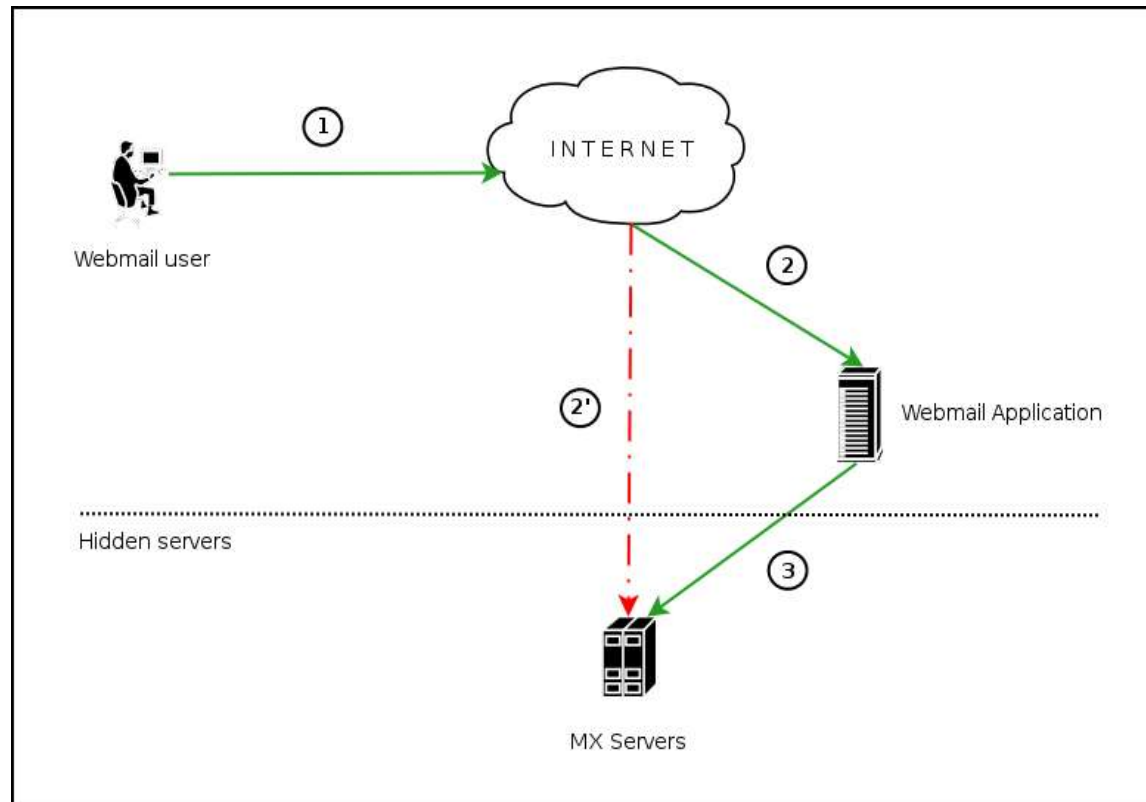 1
INTERNET
Webmail user
2
2'
Webmail Application
Hidden servers
3
MX Servers